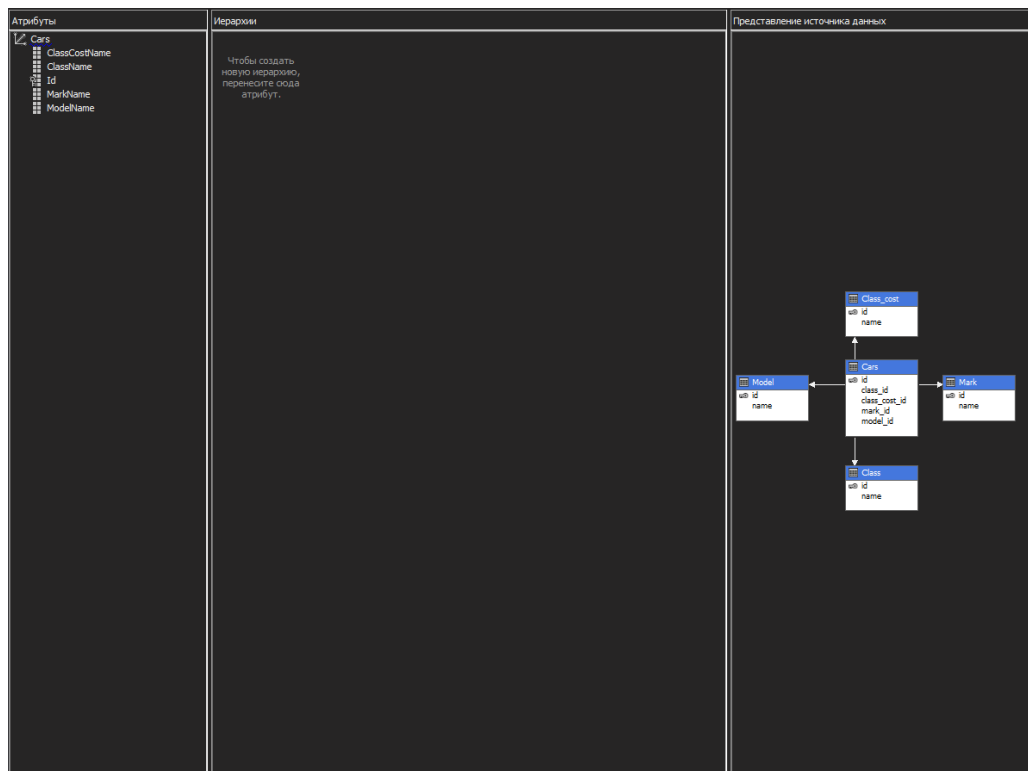 Атрибуты
Cars
ClassCostName
ClassName
Id
MarkName
ModelName
Иерархии
Чтобы создать
новую иерархию,
перенесите сюда
атрибут.
Представление источника данных
Class_cost
id
name
Cars
id
class_id
class_cost_id
mark_id
model_id
Model
id
name
Mark
id
name
Class
id
name